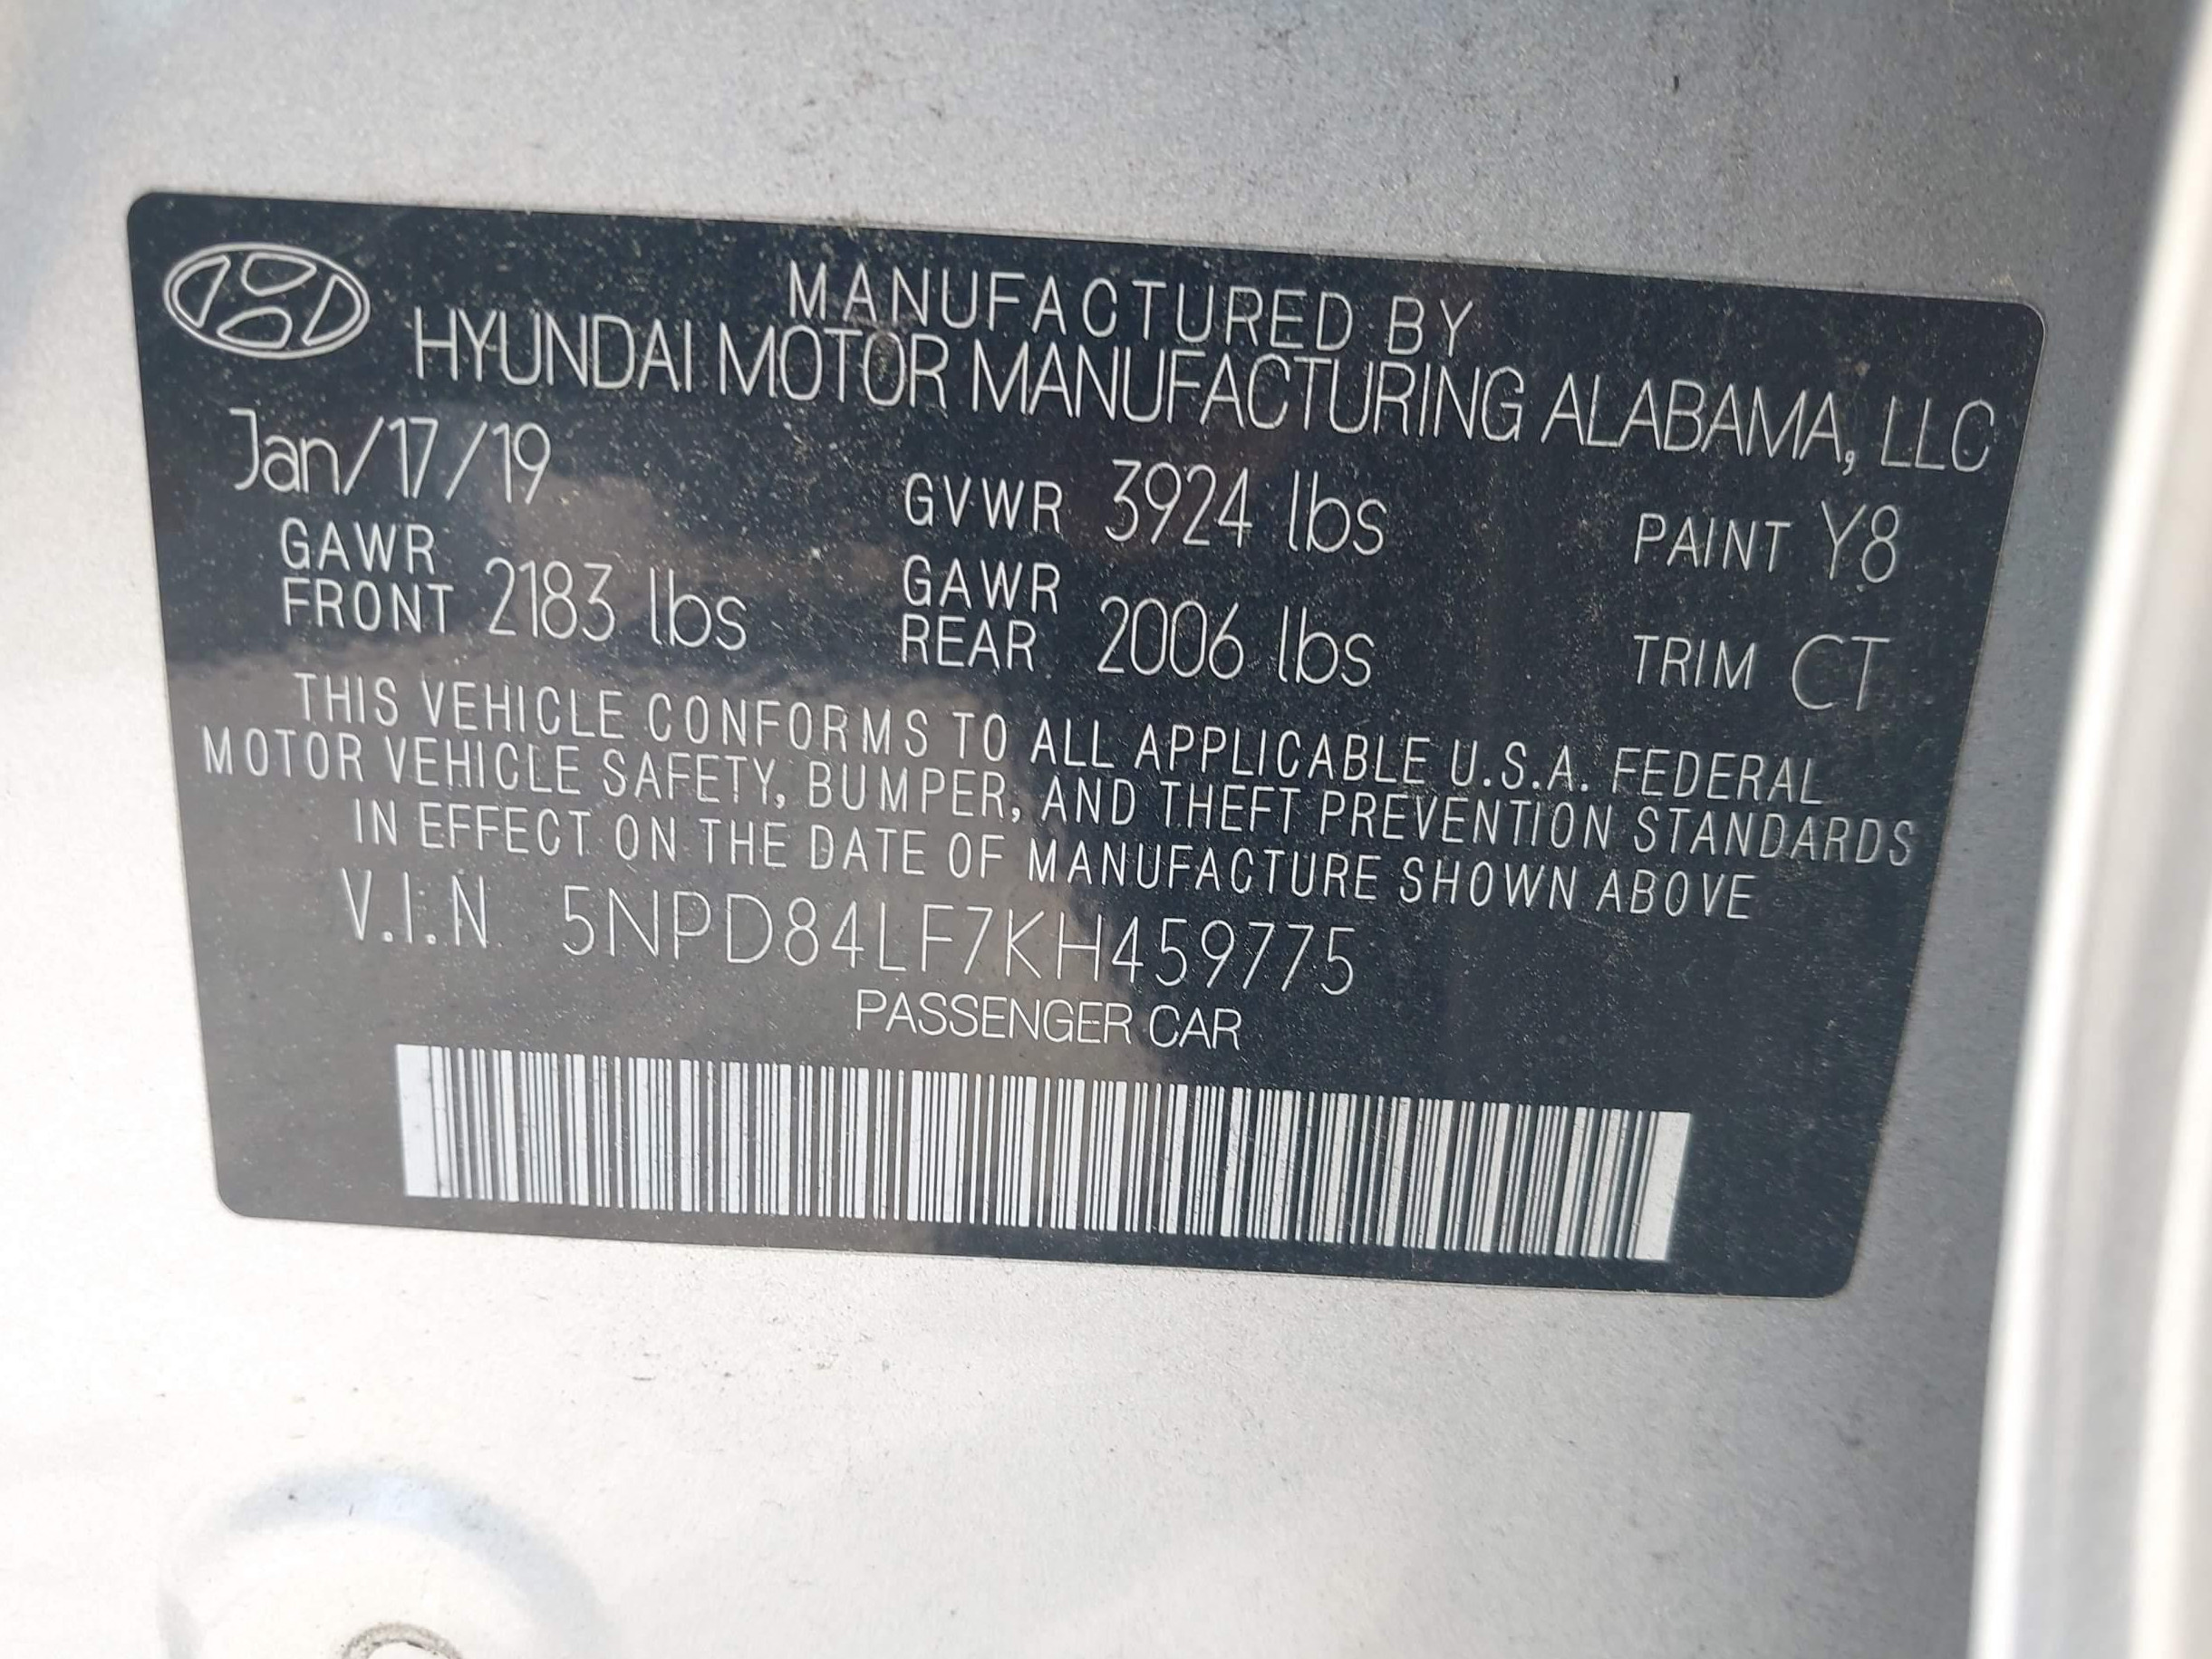 MANUFACTURED BY
HYUNDAI MOTOR MANUFACTURING ALABAMA, LLC
Jan/17/19 GVWR 3924 lbs PAINT Y8
GAWR FRONT 2183 lbs GAWR REAR 2006 lbs TRIM CT
THIS VEHICLE CONFORMS TO ALL APPLICABLE U.S.A. FEDERAL
MOTOR VEHICLE SAFETY, BUMPER, AND THEFT PREVENTION STANDARDS
IN EFFECT ON THE DATE OF MANUFACTURE SHOWN ABOVE
V.I.N 5NPD84LF7KH459775
PASSENGER CAR